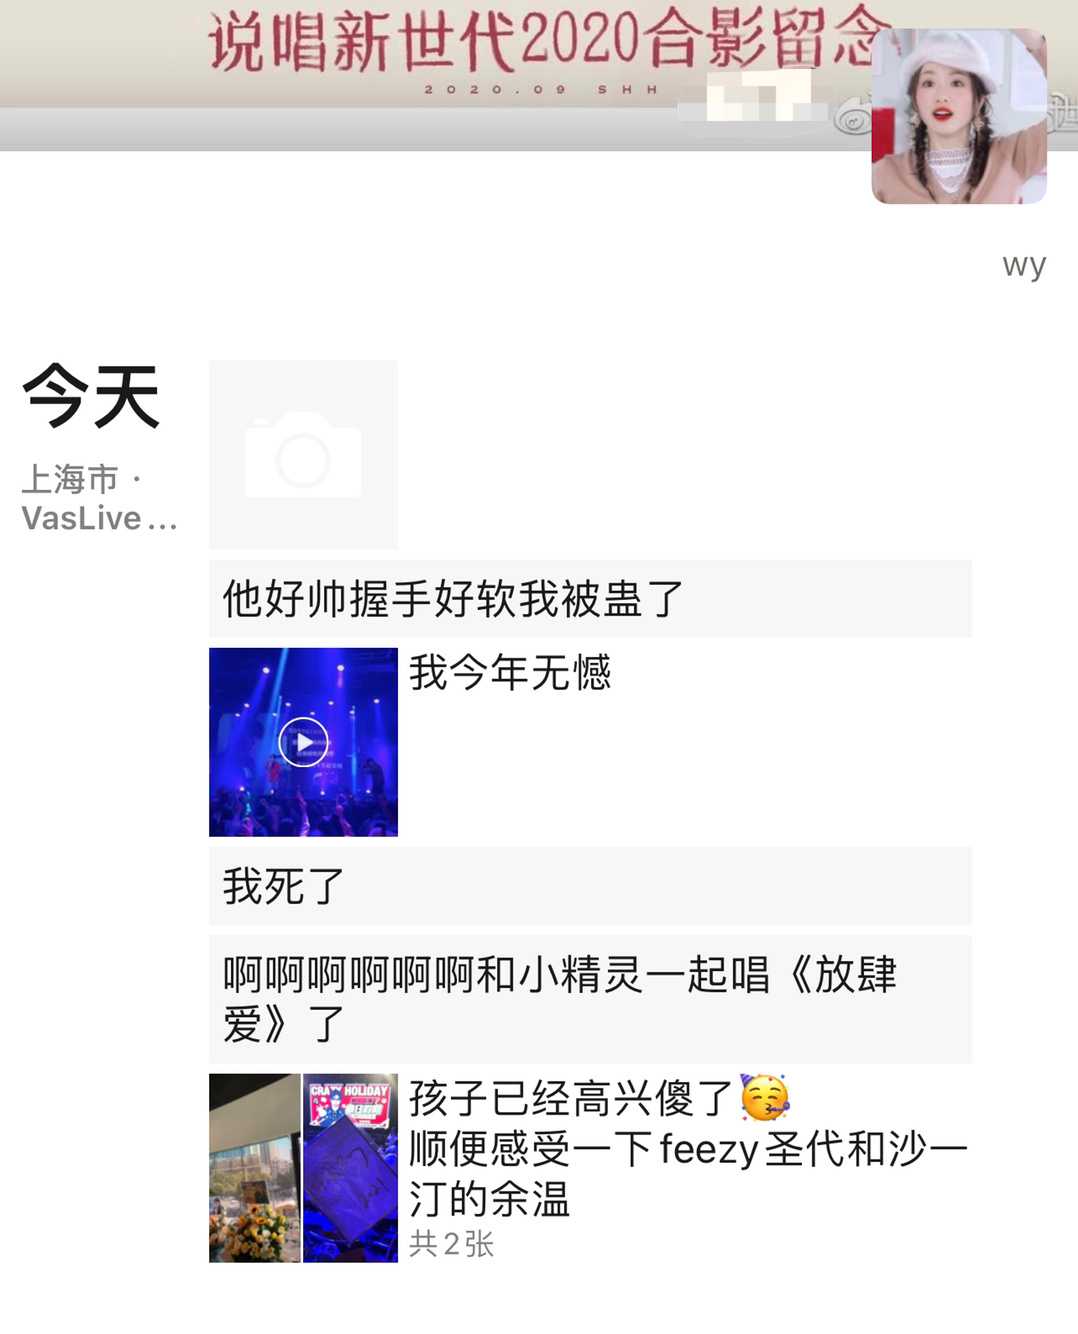 说唱新世代2020合影留念
2020.09 SHH
wy
今天
上海市·
VasLive...
他好帅握手好软我被蛊了
我今年无憾
我死了
啊啊啊啊啊啊和小精灵一起唱《放肆
爱》了
CRAZY HOLIDAY
孩子已经高兴傻了🥳
顺便感受一下feezy圣代和沙一
汀的余温
共2张